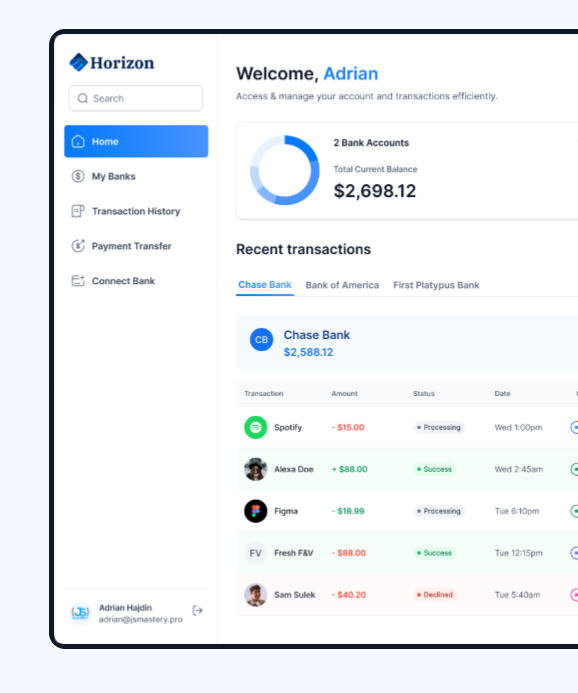 Horizon
Search
Home
My Banks
Transaction History
Payment Transfer
Connect Bank
Adrian Hajdin
adrian@jsmastery.pro
JS
Welcome, Adrian
Access & manage your account and transactions efficiently.
2 Bank Accounts
Total Current Balance
$2,698.12
Recent transactions
Chase Bank Bank of America First Platypus Bank
CB
Chase Bank
$2,588.12
Transaction Amount Status Date
Spotify - $15.00 Processing Wed 1:00pm
Alexa Doe + $88.00 Success Wed 2:45am
Figma - $18.99 Processing Tue 6:10pm
FV Fresh F&V - $88.00 Success Tue 12:15pm
Sam Sulek - $40.20 Declined Tue 5:40am